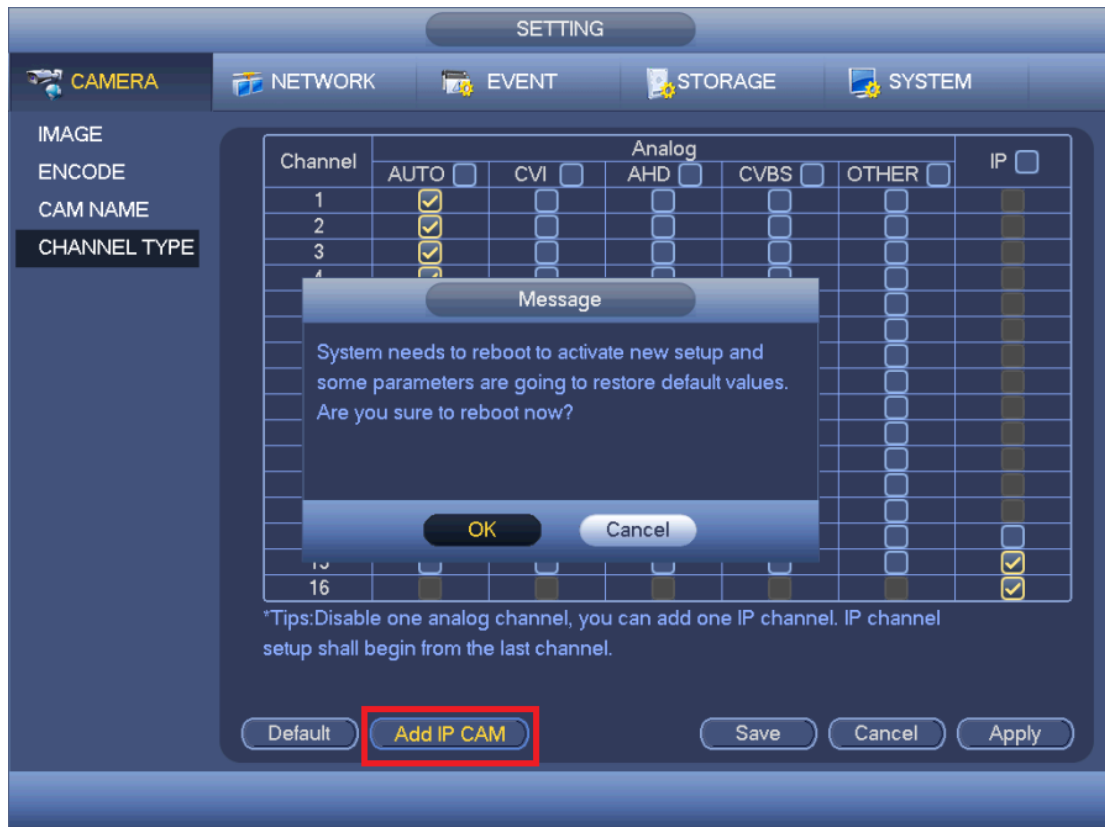 SETTING
CAMERA NETWORK EVENT STORAGE SYSTEM
IMAGE
ENCODE
CAM NAME
CHANNEL TYPE
Channel Analog IP
AUTO CVI AHD CVBS OTHER
1
2
3
Message
System needs to reboot to activate new setup and
some parameters are going to restore default values.
Are you sure to reboot now?
OK Cancel
15
16
*Tips:Disable one analog channel, you can add one IP channel. IP channel
setup shall begin from the last channel.
Default Add IP CAM Save Cancel Apply